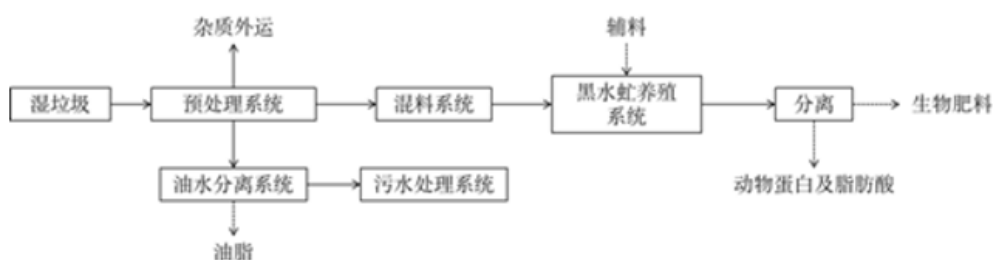 杂质外运
辅料
湿垃圾
预处理系统
混料系统
黑水虻养殖
系统
分离
生物肥料
油水分离系统
污水处理系统
动物蛋白及脂肪酸
油脂